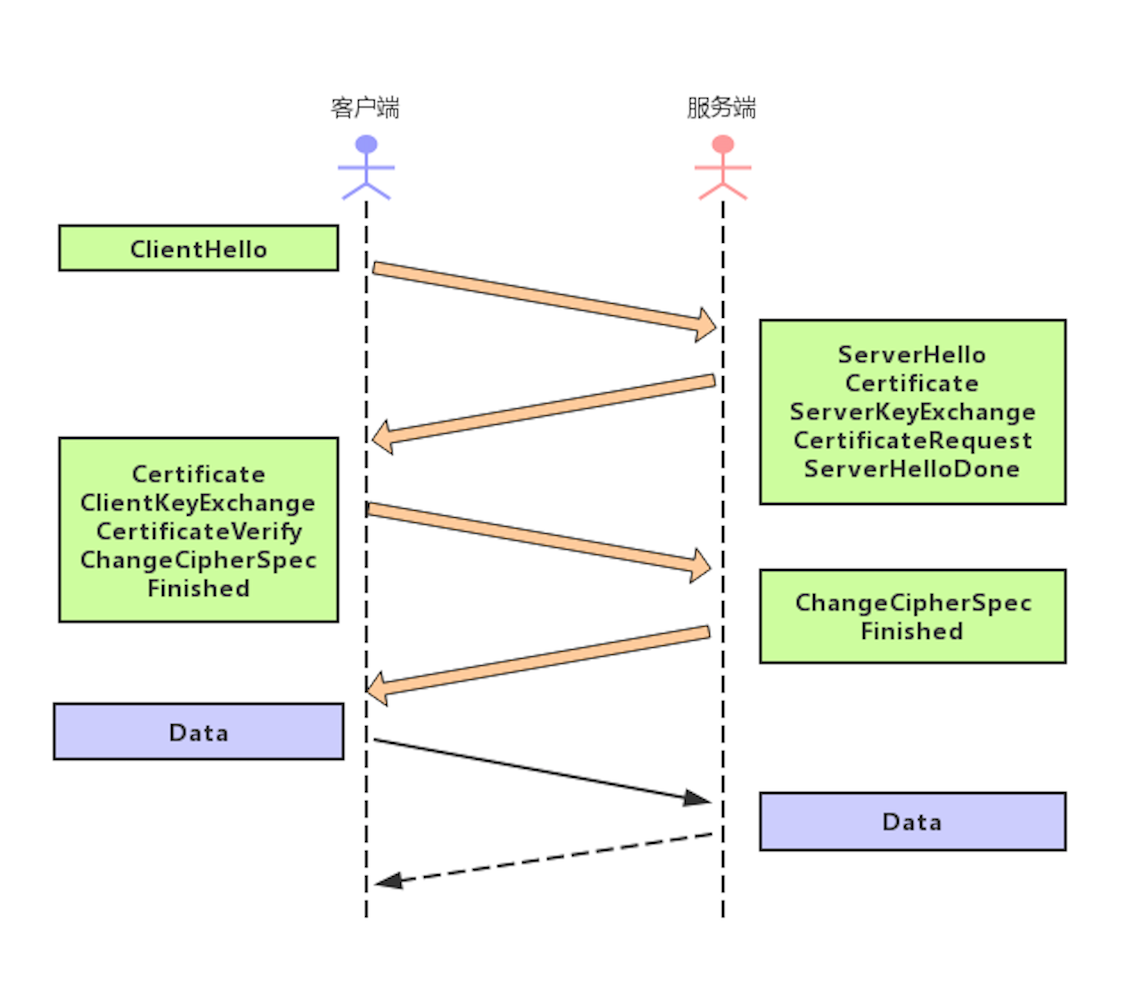 客户端
服务端
ClientHello
ServerHello
Certificate
ServerKeyExchange
CertificateRequest
ServerHelloDone
Certificate
ClientKeyExchange
CertificateVerify
ChangeCipherSpec
Finished
ChangeCipherSpec
Finished
Data
Data